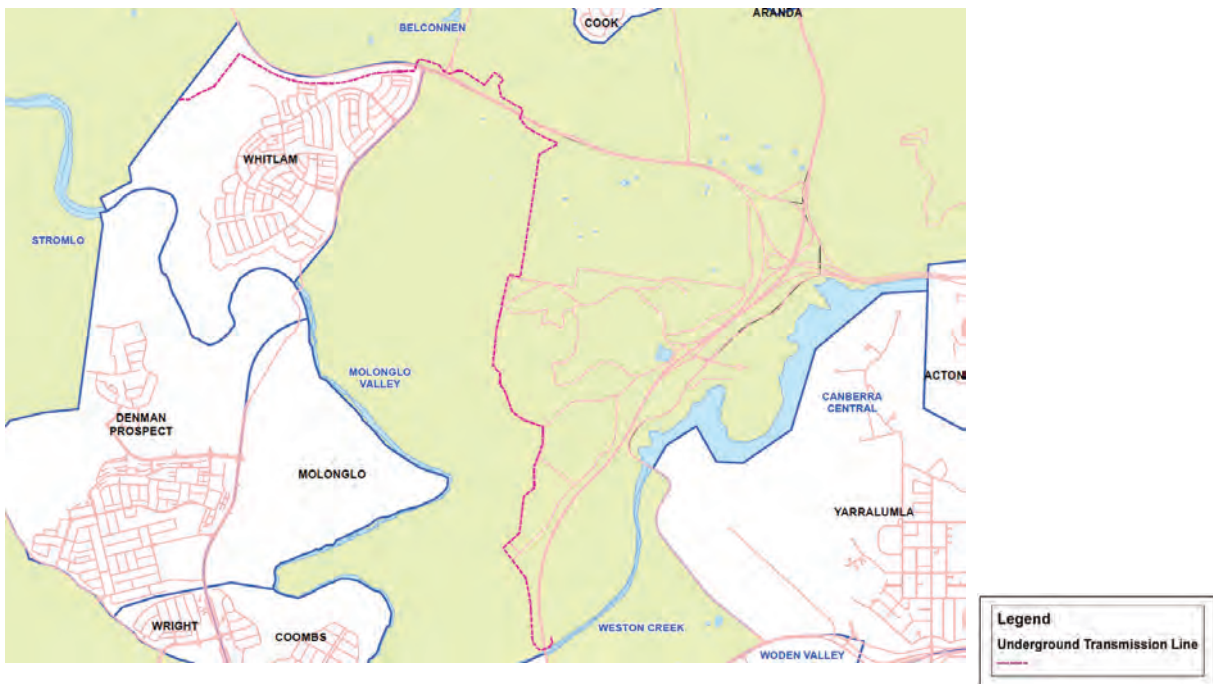 ARANDA
COOK
BELCONNEN
WHITLAM
STROMLO
MOLONGLO
VALLEY
ACTON
CANBERRA
CENTRAL
DENMAN
PROSPECT
MOLONGLO
YARRALUMLA
WRIGHT
COOMBS
WESTON CREEK
WODEN VALLEY
Legend
Underground Transmission Line